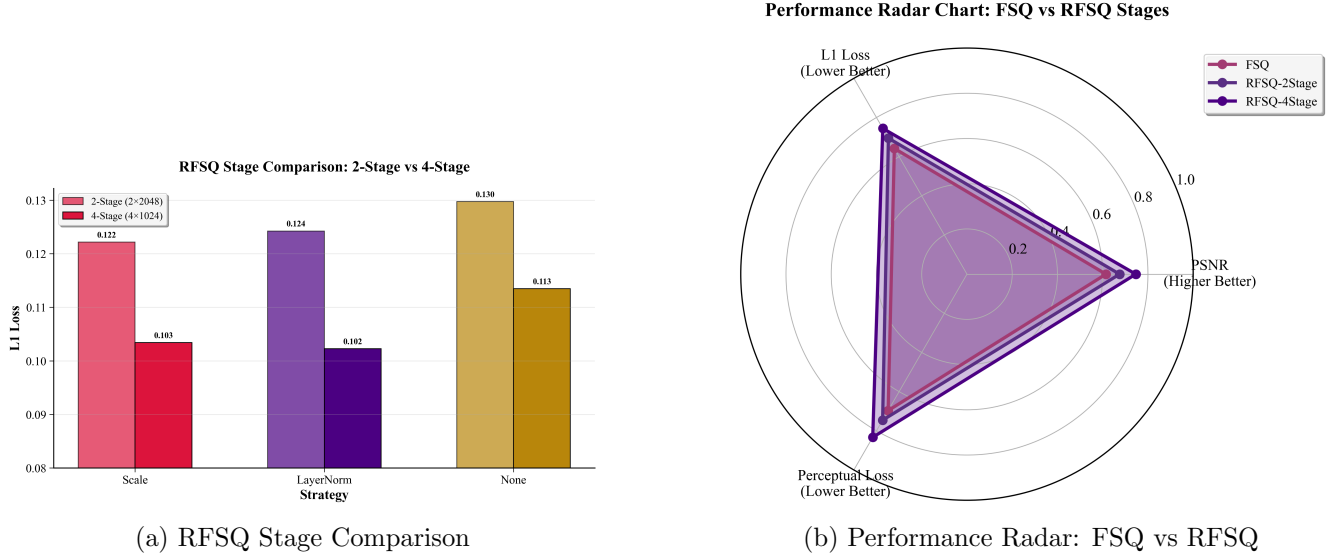 RFSQ Stage Comparison: 2-Stage vs 4-Stage
2-Stage (2×2048)
4-Stage (4×1024)
L1 Loss
0.13
0.12
0.11
0.10
0.09
0.08
0.122
0.103
0.124
0.102
0.130
0.113
Scale
LayerNorm
None
Strategy
(a) RFSQ Stage Comparison
Performance Radar Chart: FSQ vs RFSQ Stages
L1 Loss
(Lower Better)
FSQ
RFSQ-2Stage
RFSQ-4Stage
1.0
0.8
0.6
0.4
0.2
PSNR
(Higher Better)
Perceptual Loss
(Lower Better)
(b) Performance Radar: FSQ vs RFSQ